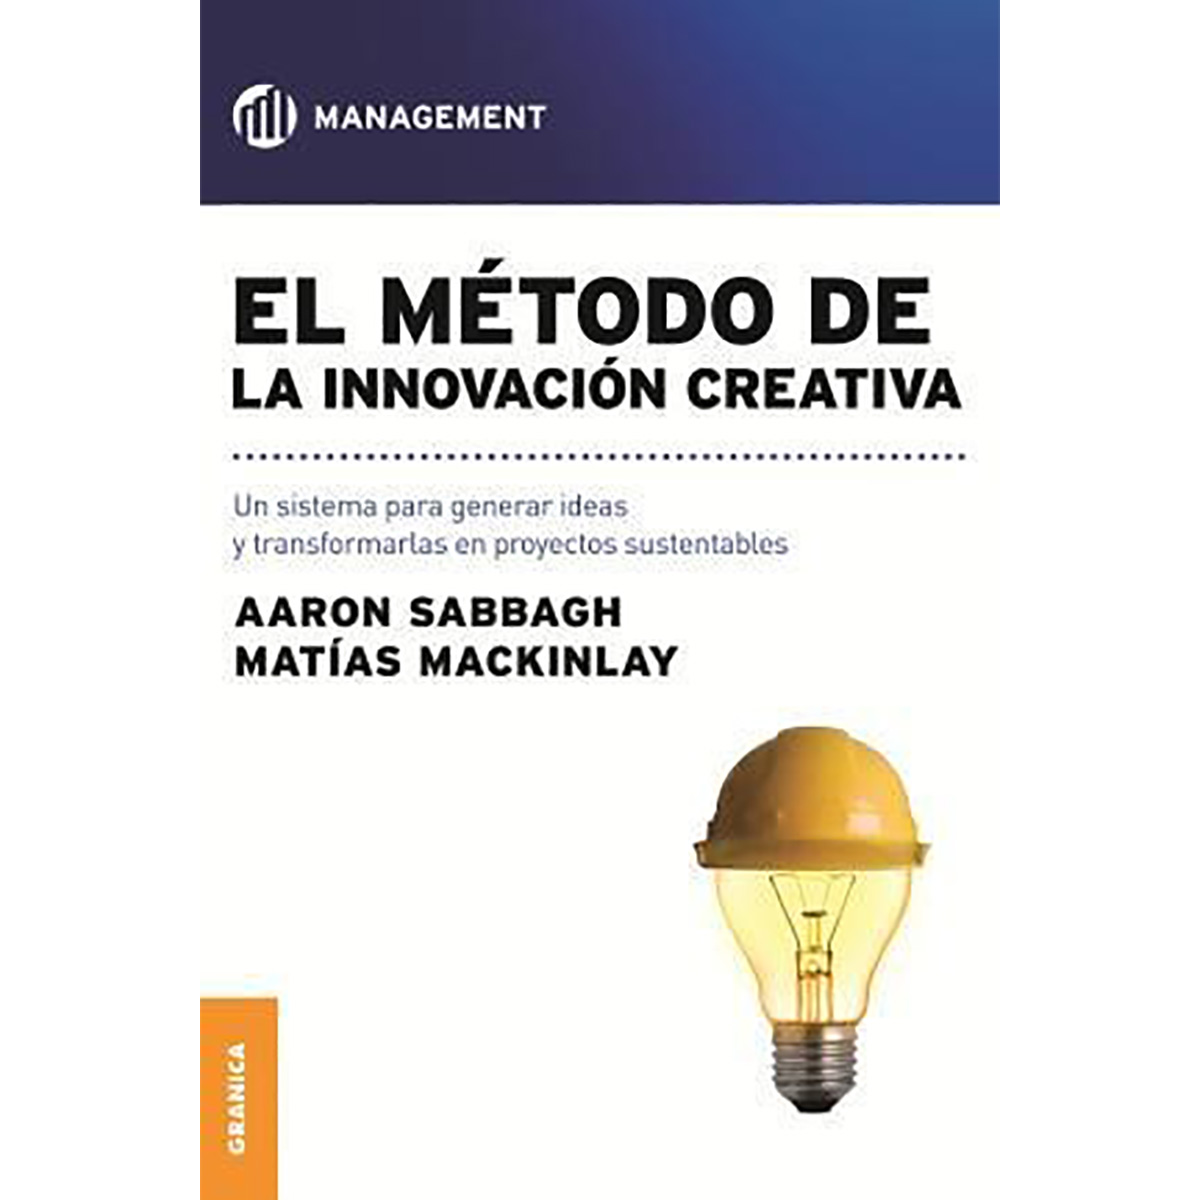 MANAGEMENT
EL MÉTODO DE
LA INNOVACIÓN CREATIVA
Un sistema para generar ideas
y transformarlas en proyectos sustentables
AARON SABBAGH
MATÍAS MACKINLAY
GRANICA